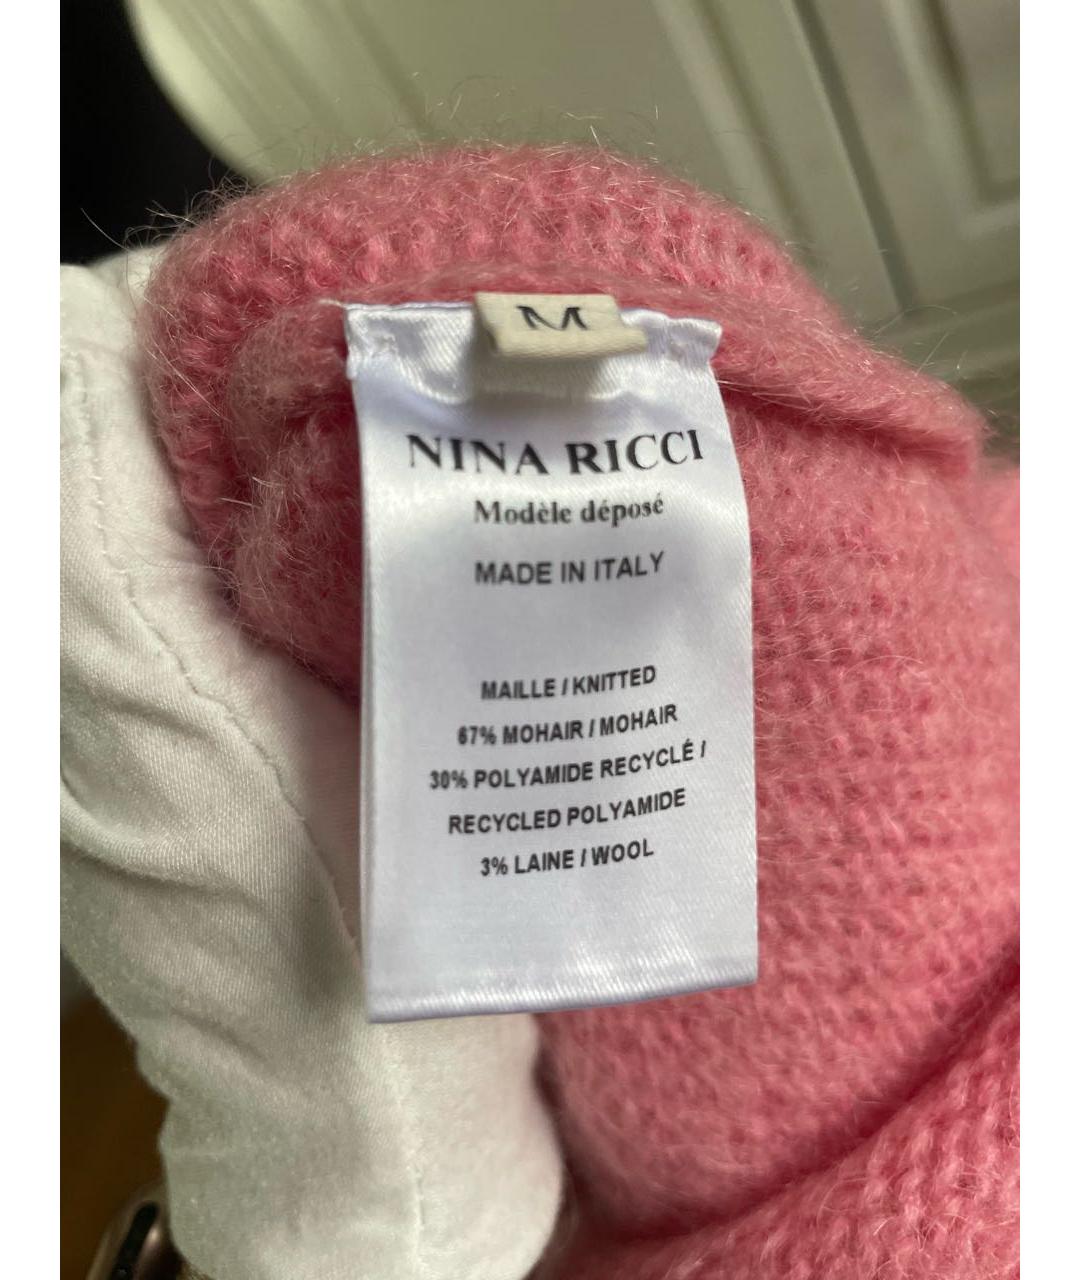 M
NINA RICCI
Modèle déposé
MADE IN ITALY
MAILLE / KNITTED
67% MOHAIR / MOHAIR
30% POLYAMIDE RECYCLÉ /
RECYCLED POLYAMIDE
3% LAINE / WOOL